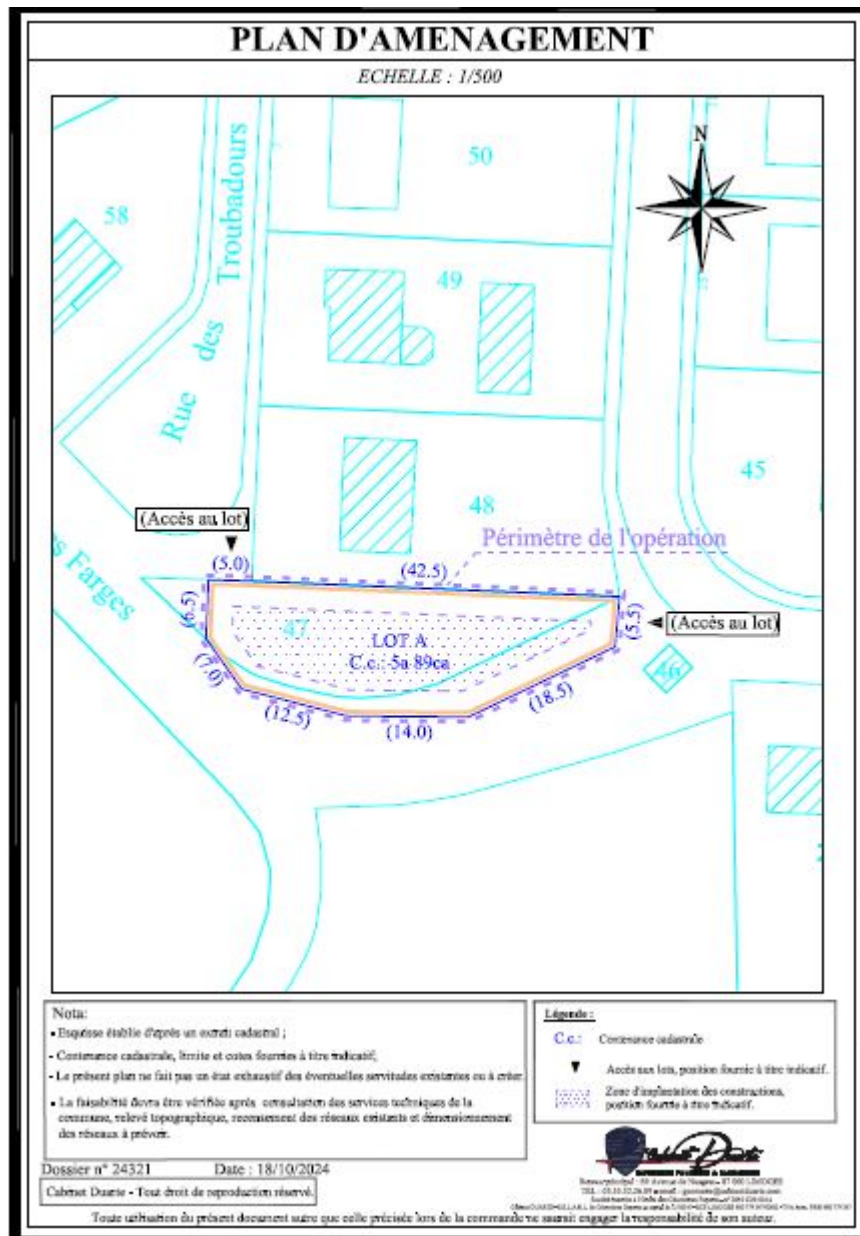 PLAN D'AMENAGEMENT
ECHELLE : 1/500
N
50
58
Rue des Troubadours
49
45
48
(Accès au lot)
Périmètre de l'opération
(5.0)
(42.5)
s Farges
(6.5)
(5.5)
(Accès au lot)
47
LOT A
C.c.: 5a 89ca
46
(7.0)
(18.5)
(12.5)
(14.0)
Nota:
- Esquisse établie d'après un extrait cadastral ;
- Contenance cadastrale, limite et cotes fournies à titre indicatif,
- Le présent plan ne fait pas un état exhaustif des éventuelles servitudes existantes ou à créer
- La faisabilité devra être vérifiée après consultation des services techniques de la
commune, relevé topographique, recensement des réseaux existants et dimensionnement
des réseaux à prévoir.
Légende :
C.c.: Contenance cadastrale
Accès aux lots, position fournie à titre indicatif.
Zone d'implantation des constructions,
position fournie à titre indicatif.
Dossier n° 24321 Date : 18/10/2024
Cabinet Duarte - Tout droit de reproduction réservé.
Cabinet Duarte
Toute utilisation du présent document autre que celle précisée lors de la commande ne saurait engager la responsabilité de son auteur.